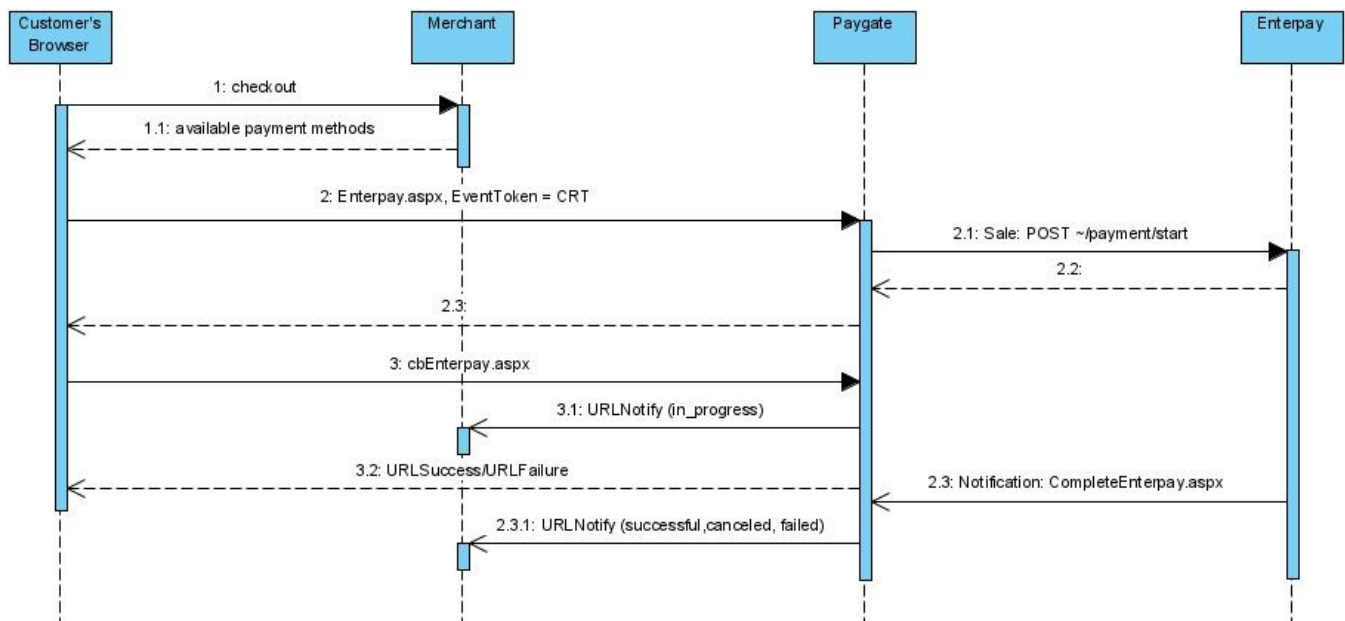 Customer's
Browser
Merchant
Paygate
Enterpay
1: checkout
1.1: available payment methods
2: Enterpay.aspx, EventToken = CRT
2.1: Sale: POST ~/payment/start
2.2:
2.3:
3: cbEnterpay.aspx
3.1: URLNotify (in_progress)
3.2: URLSuccess/URLFailure
2.3: Notification: CompleteEnterpay.aspx
2.3.1: URLNotify (successful,canceled, failed)